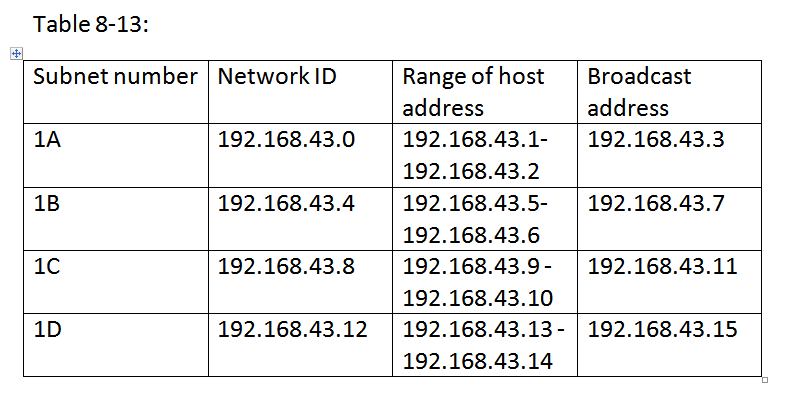 Table 8-13:
Subnet number Network ID Range of host address Broadcast address
1A 192.168.43.0 192.168.43.1- 192.168.43.2 192.168.43.3
1B 192.168.43.4 192.168.43.5- 192.168.43.6 192.168.43.7
1C 192.168.43.8 192.168.43.9 - 192.168.43.10 192.168.43.11
1D 192.168.43.12 192.168.43.13 - 192.168.43.14 192.168.43.15